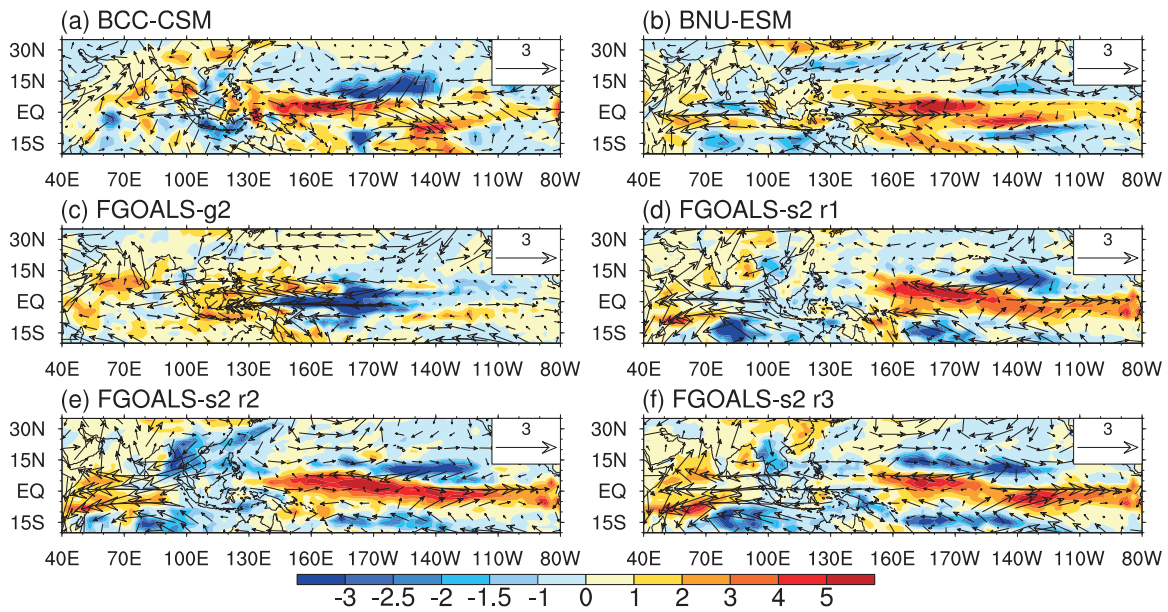 (a) BCC-CSM
(b) BNU-ESM
30N 3 30N 3
15N 15N
EQ EQ
15S 15S
40E 70E 100E 130E 160E 170W 140W 110W 80W 40E 70E 100E 130E 160E 170W 140W 110W 80W
(c) FGOALS-g2
(d) FGOALS-s2 r1
30N 3 30N 3
15N 15N
EQ EQ
15S 15S
40E 70E 100E 130E 160E 170W 140W 110W 80W 40E 70E 100E 130E 160E 170W 140W 110W 80W
(e) FGOALS-s2 r2
(f) FGOALS-s2 r3
30N 3 30N 3
15N 15N
EQ EQ
15S 15S
40E 70E 100E 130E 160E 170W 140W 110W 80W 40E 70E 100E 130E 160E 170W 140W 110W 80W
-3 -2.5 -2 -1.5 -1 0 1 2 3 4 5